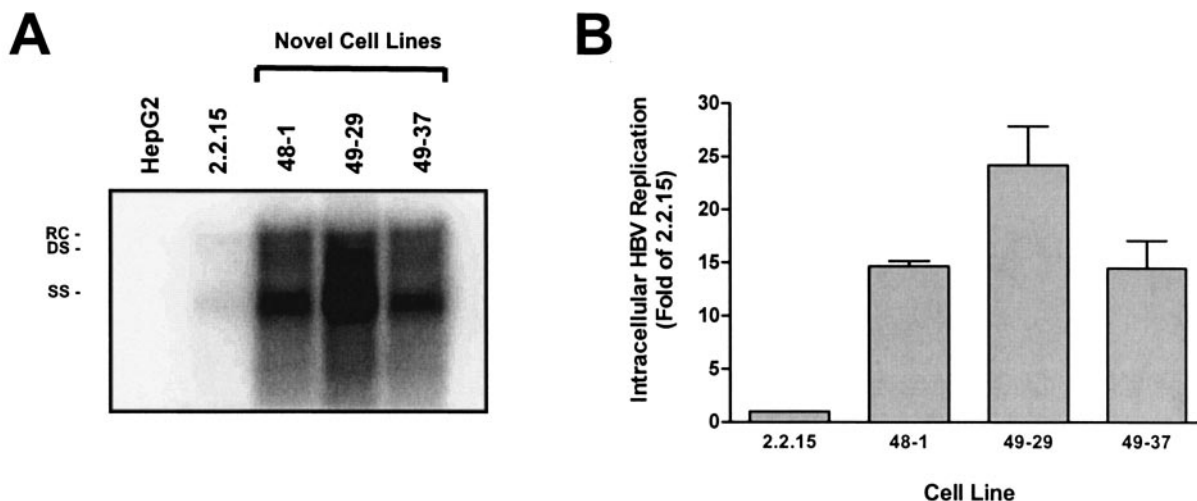 A
Novel Cell Lines
HepG2
2.2.15
48-1
49-29
49-37
RC -
DS -
SS -
B
Intracellular HBV Replication
(Fold of 2.2.15)
30
25
20
15
10
5
0
2.2.15
48-1
49-29
49-37
Cell Line